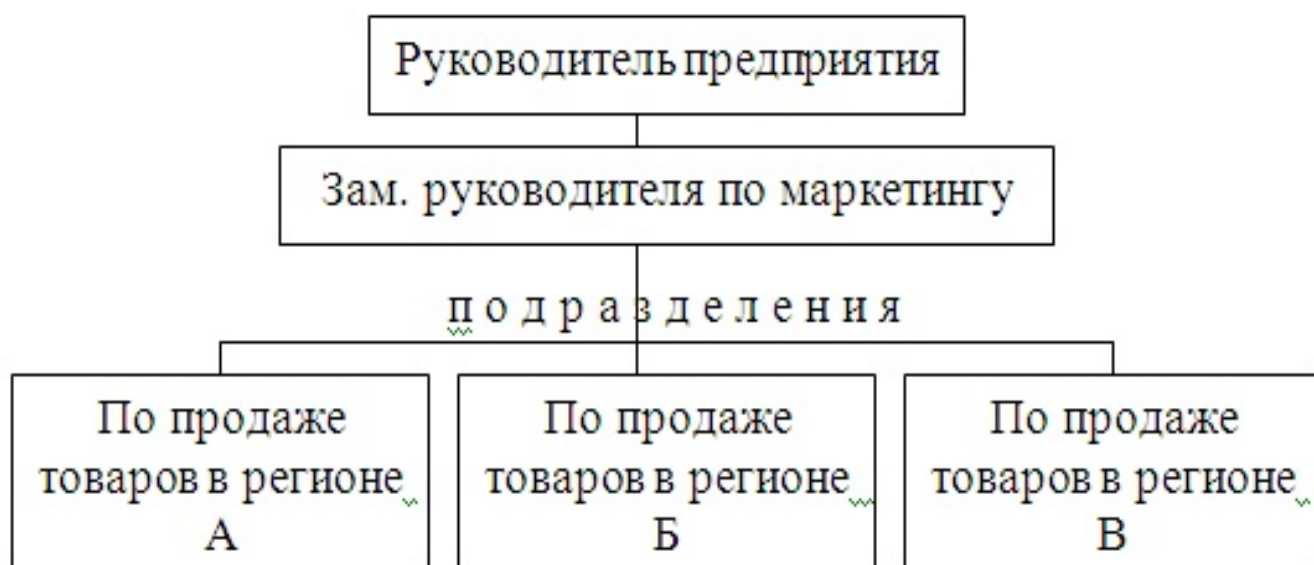 Руководитель предприятия
Зам. руководителя по маркетингу
п о д р а з д е л е н и я
По продаже
товаров в регионе
А
По продаже
товаров в регионе
Б
По продаже
товаров в регионе
В